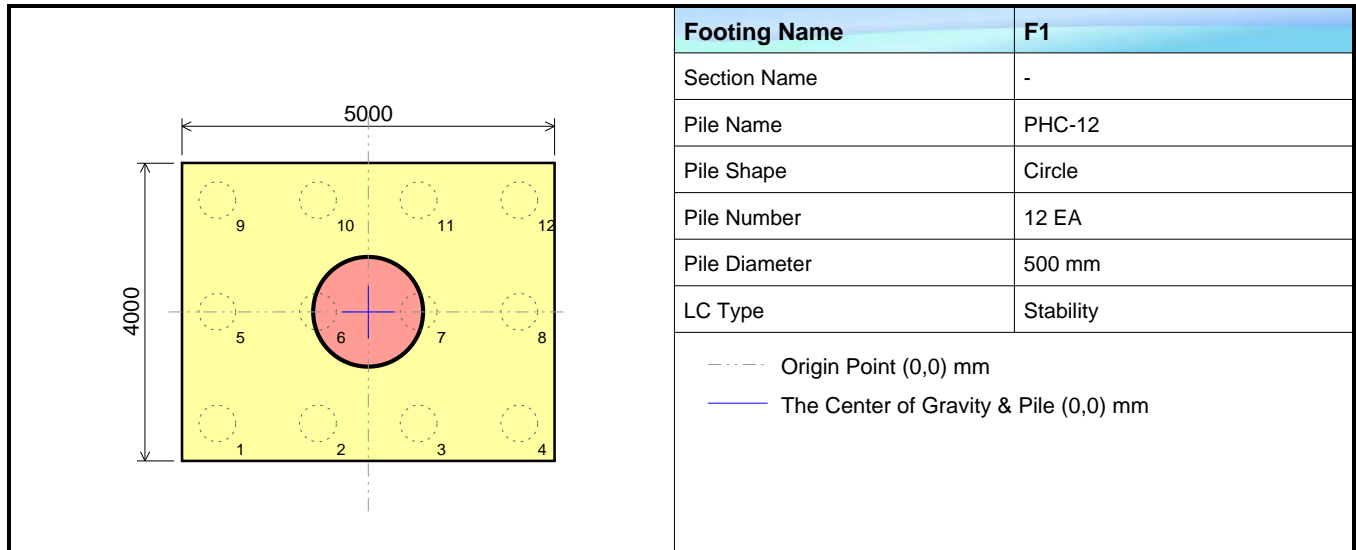 5000
4000
9 10 11 12
5 6 7 8
1 2 3 4
Footing Name F1
Section Name -
Pile Name PHC-12
Pile Shape Circle
Pile Number 12 EA
Pile Diameter 500 mm
LC Type Stability
Origin Point (0,0) mm
The Center of Gravity & Pile (0,0) mm